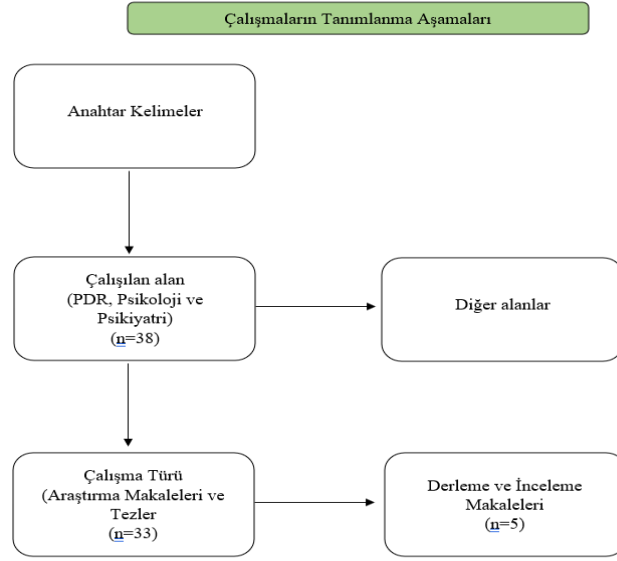 Çalışmaların Tanımlanma Aşamaları
Anahtar Kelimeler
Çalışılan alan
(PDR, Psikoloji ve
Psikiyatri)
(n=38)
Diğer alanlar
Çalışma Türü
(Araştırma Makaleleri ve
Tezler
(n=33)
Derleme ve İnceleme
Makaleleri
(n=5)